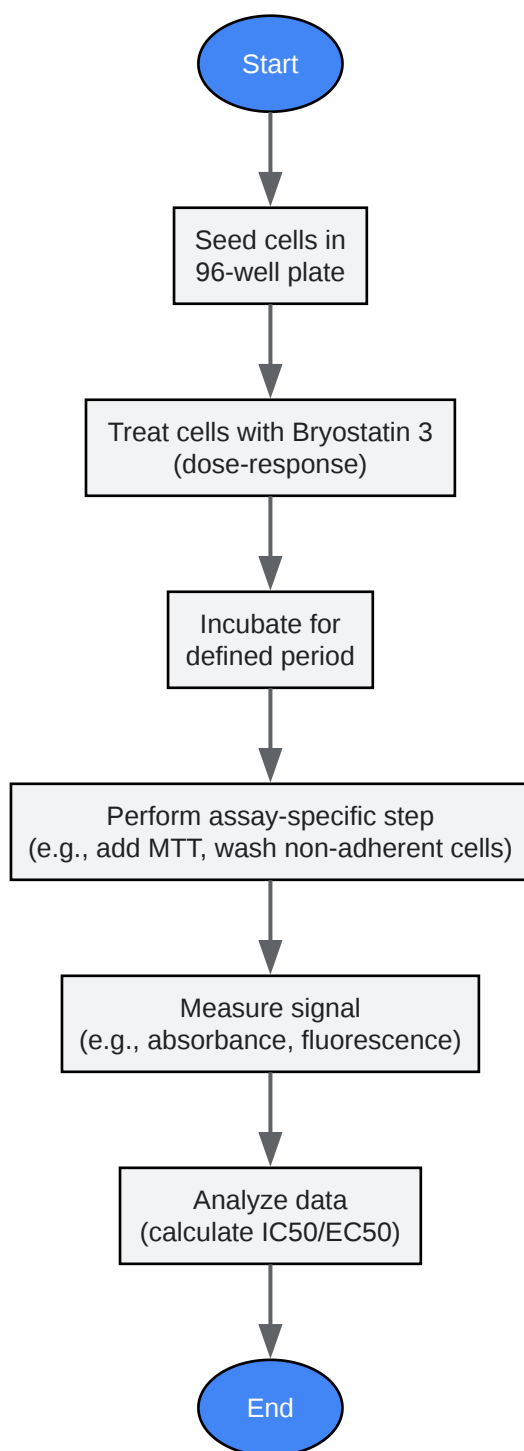 Start
Seed cells in
96-well plate
Treat cells with Bryostatin 3
(dose-response)
Incubate for
defined period
Perform assay-specific step
(e.g., add MTT, wash non-adherent cells)
Measure signal
(e.g., absorbance, fluorescence)
Analyze data
(calculate IC50/EC50)
End